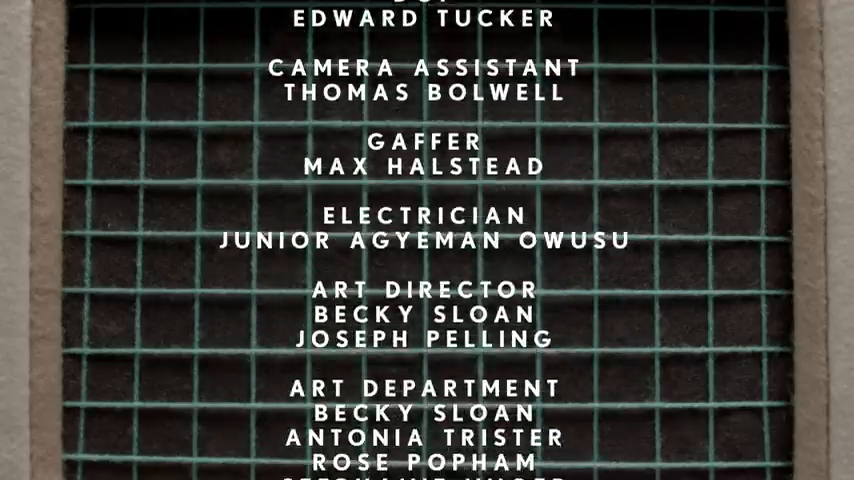 EDWARD TUCKER
CAMERA ASSISTANT
THOMAS BOLWELL
GAFFER
MAX HALSTEAD
ELECTRICIAN
JUNIOR AGYEMAN OWUSU
ART DIRECTOR
BECKY SLOAN
JOSEPH PELLING
ART DEPARTMENT
BECKY SLOAN
ANTONIA TRISTER
ROSE POPHAM